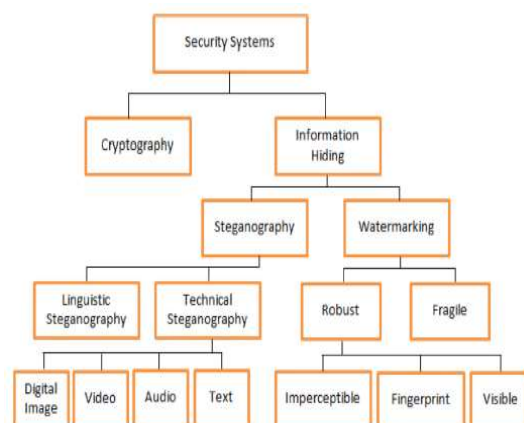 Security Systems
Cryptography
Information
Hiding
Steganography
Watermarking
Linguistic
Steganography
Technical
Steganography
Robust
Fragile
Digital
Image
Video
Audio
Text
Imperceptible
Fingerprint
Visible